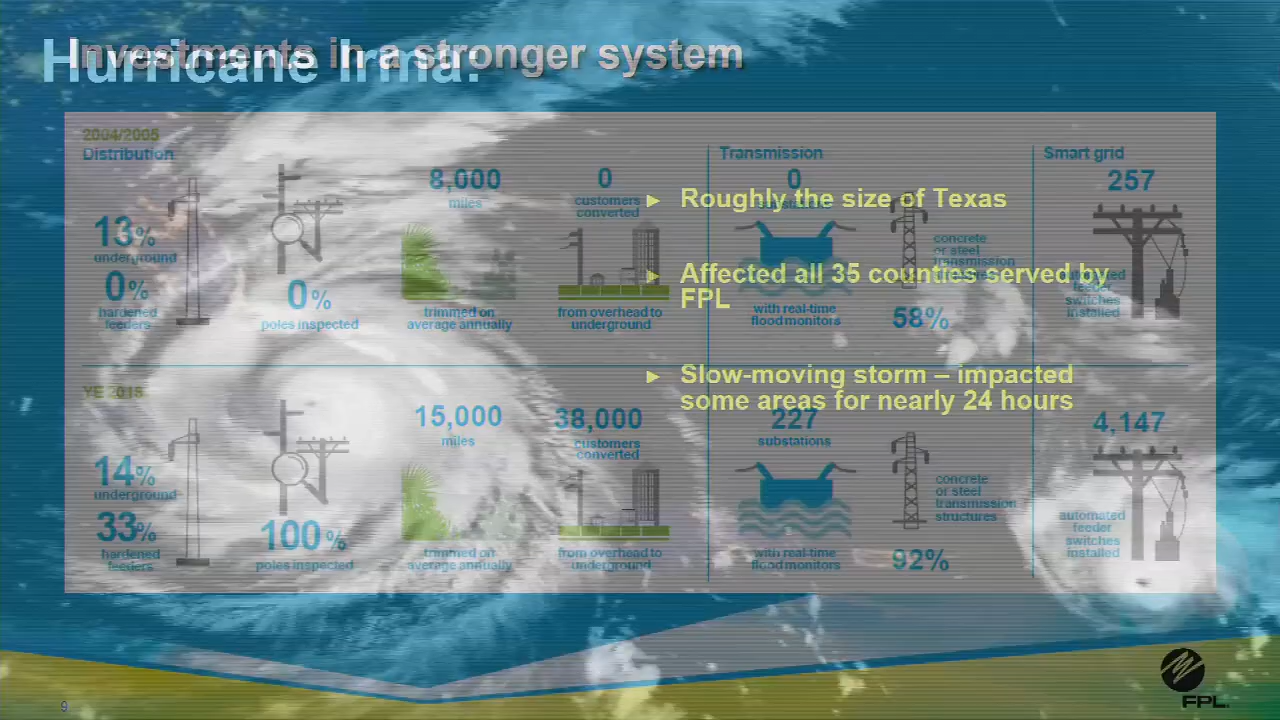 Investments in a stronger system
Hurricane Irma:
2004/2005
Distribution
13%
underground
0%
hardened
feeders
0%
poles inspected
8,000
miles
trimmed on
average annually
0
customers
converted
from overhead to
underground
Transmission
0
substations
with real-time
flood monitors
concrete
or steel
transmission
58%
Smart grid
257
automated
feeder
switches
installed
► Roughly the size of Texas
► Affected all 35 counties served by
FPL
► Slow-moving storm – impacted
some areas for nearly 24 hours
YE 2018
14%
underground
33%
hardened
feeders
100%
poles inspected
15,000
miles
trimmed on
average annually
38,000
customers
converted
from overhead to
underground
227
substations
with real-time
flood monitors
concrete
or steel
transmission
structures
92%
4,147
automated
feeder
switches
installed
9
FPL.